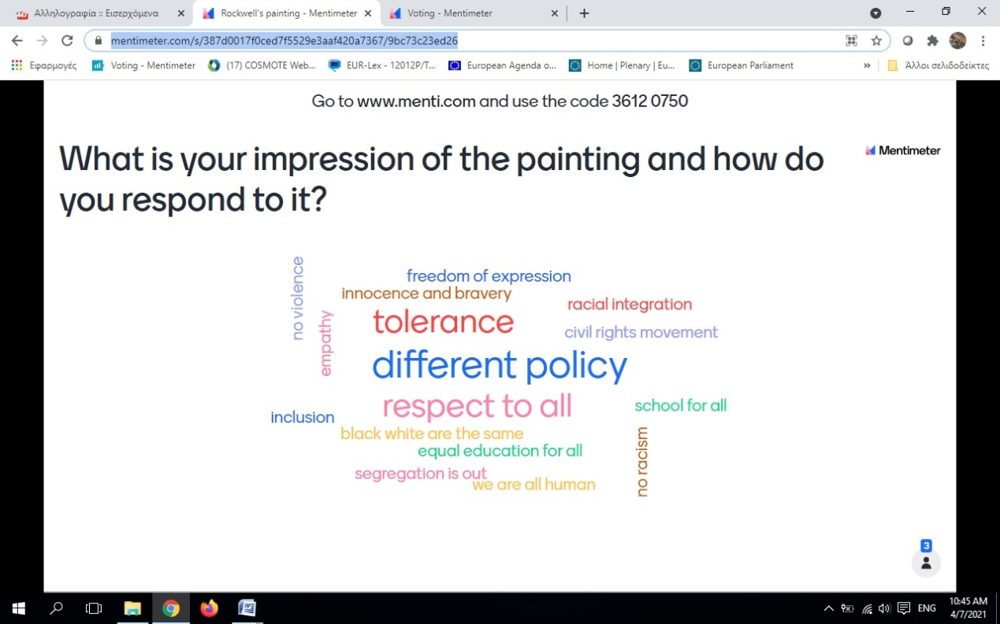 Αλληλογραφία :: Εισερχόμενα
Rockwell's painting - Mentimeter
Voting - Mentimeter
mentimeter.com/s/387d0017f0ced7f5529e3aaf420a7367/9bc73c23ed26
Εφαρμογές
Voting - Mentimeter
(17) COSMOTE Web...
EUR-Lex - 12012P/T...
European Agenda o...
Home | Plenary | Eu...
European Parliament
»
Άλλοι σελιδοδείκτες
Go to www.menti.com and use the code 3612 0750
What is your impression of the painting and how do
you respond to it?
Mentimeter
no violence
freedom of expression
innocence and bravery
racial integration
empathy
tolerance
civil rights movement
different policy
respect to all
school for all
inclusion
black white are the same
equal education for all
no racism
segregation is out
we are all human
3
ENG
10:45 AM
4/7/2021